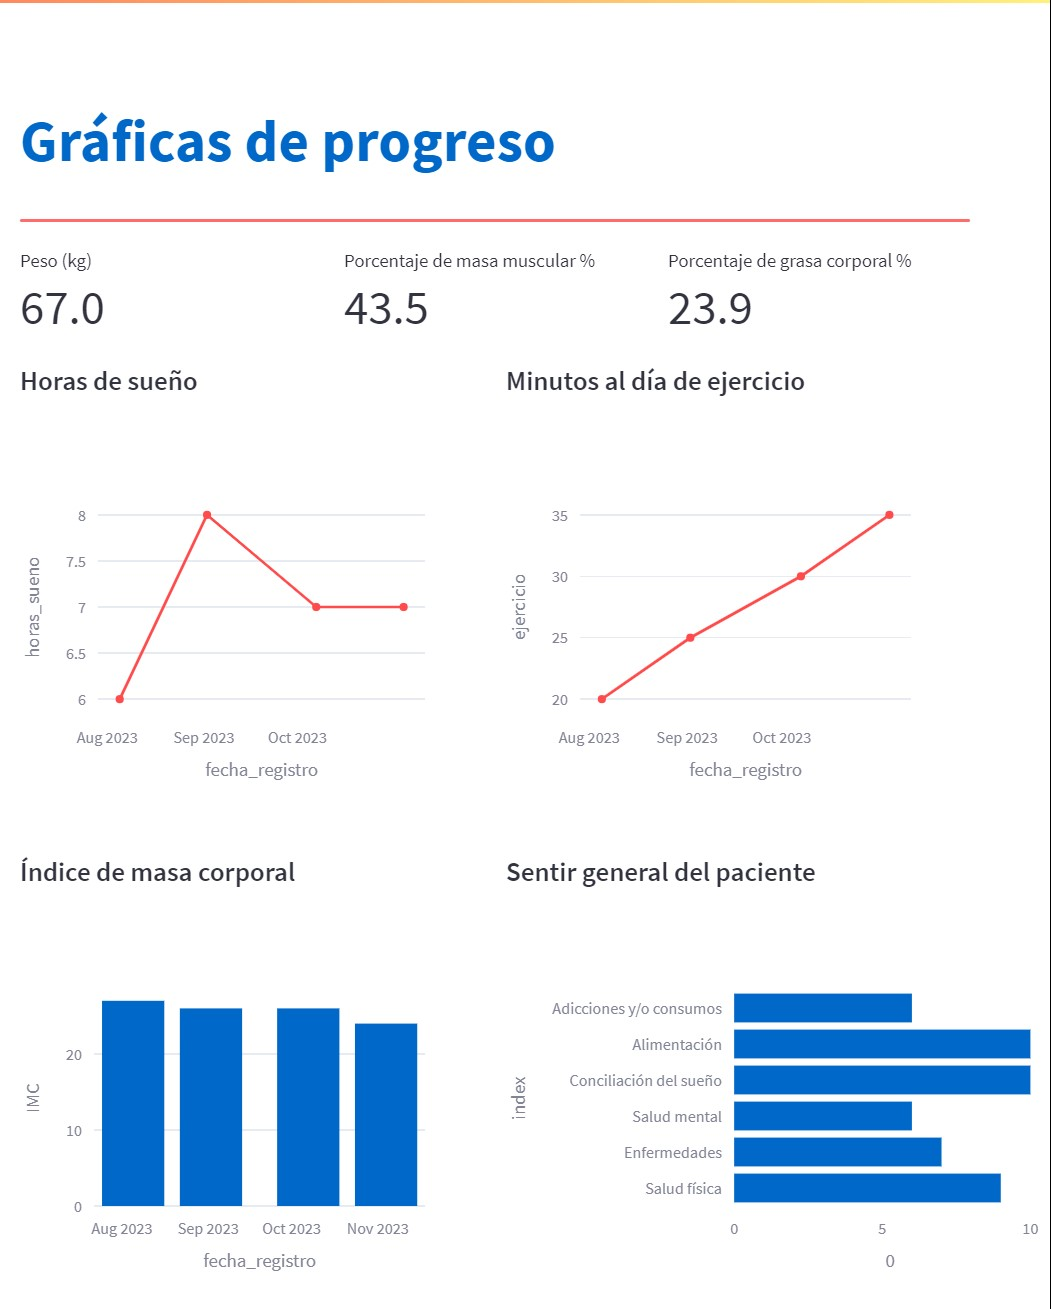 Gráficas de progreso
Peso (kg)
Porcentaje de masa muscular %
Porcentaje de grasa corporal %
67.0
43.5
23.9
Horas de sueño
8
7.5
7
6.5
6
horas_sueno
Aug 2023
Sep 2023
Oct 2023
fecha_registro
Minutos al día de ejercicio
35
30
25
20
ejercicio
Aug 2023
Sep 2023
Oct 2023
fecha_registro
Índice de masa corporal
20
10
0
IMC
Aug 2023
Sep 2023
Oct 2023
Nov 2023
fecha_registro
Sentir general del paciente
index
Adicciones y/o consumos
Alimentación
Conciliación del sueño
Salud mental
Enfermedades
Salud física
0
5
10
0